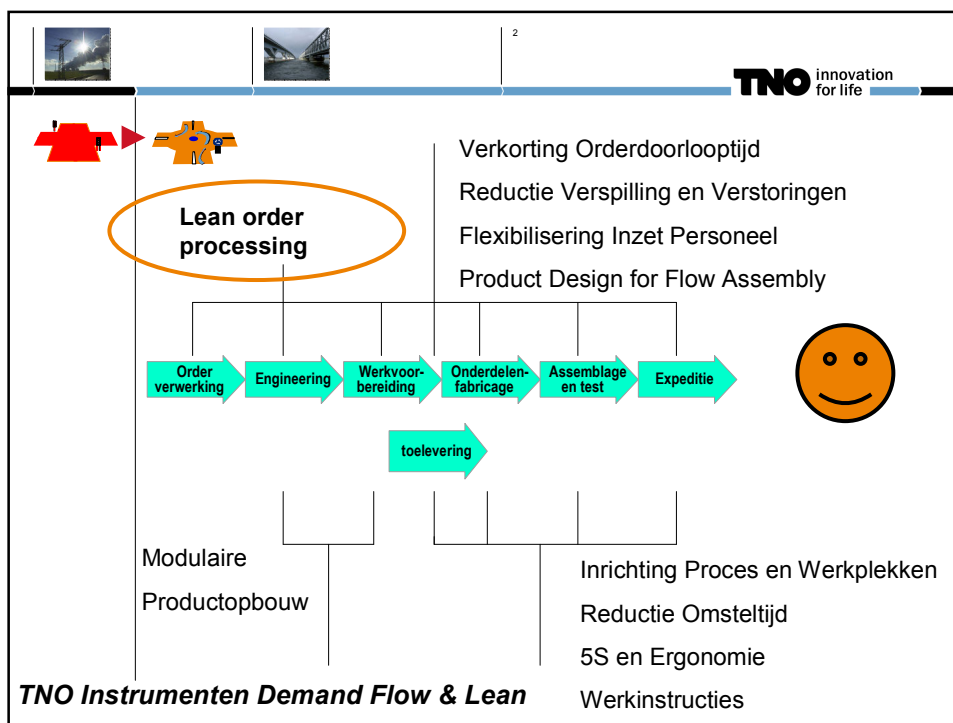 2
TNO innovation
for life
Verkorting Orderdoorlooptijd
Reductie Verspilling en Verstoringen
Flexibilisering Inzet Personeel
Product Design for Flow Assembly
Lean order
processing
Order
verwerking
Engineering
Werkvoor-
bereiding
Onderdelen-
fabricage
Assemblage
en test
Expeditie
toelevering
Modulaire
Productopbouw
Inrichting Proces en Werkplekken
Reductie Omsteltijd
5S en Ergonomie
Werkinstructies
TNO Instrumenten Demand Flow & Lean